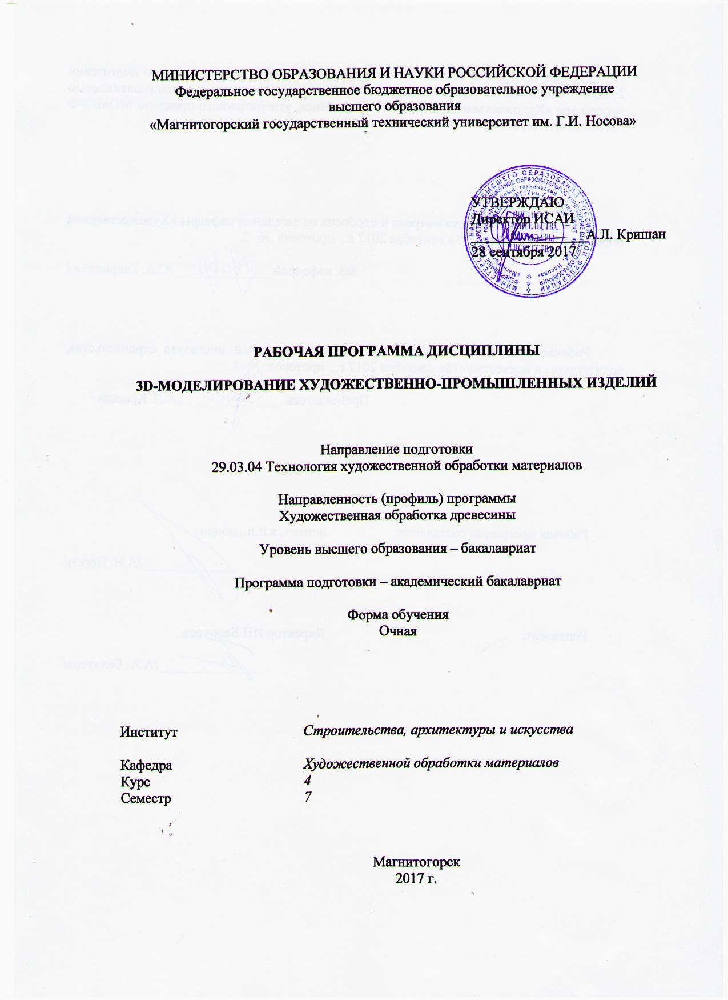 МИНИСТЕРСТВО ОБРАЗОВАНИЯ И НАУКИ РОССИЙСКОЙ ФЕДЕРАЦИИ
Федеральное государственное бюджетное образовательное учреждение
высшего образования
«Магнитогорский государственный технический университет им. Г.И. Носова»
УТВЕРЖДАЮ
Директор ИСАИ
А.Л. Кришан
28 сентября 2017
РАБОЧАЯ ПРОГРАММА ДИСЦИПЛИНЫ
3D-МОДЕЛИРОВАНИЕ ХУДОЖЕСТВЕННО-ПРОМЫШЛЕННЫХ ИЗДЕЛИЙ
Направление подготовки
29.03.04 Технология художественной обработки материалов
Направленность (профиль) программы
Художественная обработка древесины
Уровень высшего образования – бакалавриат
Программа подготовки – академический бакалавриат
Форма обучения
Очная
Институт Строительства, архитектуры и искусства
Кафедра Художественной обработки материалов
Курс 4
Семестр 7
Магнитогорск
2017 г.